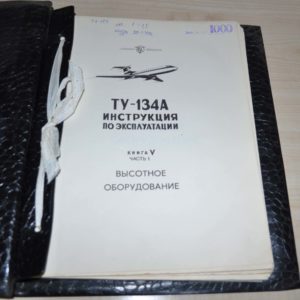 1000
ТУ-134А
ИНСТРУКЦИЯ
ПО ЭКСПЛУАТАЦИИ
КНИГА V
ЧАСТЬ 1
ВЫСОТНОЕ
ОБОРУДОВАНИЕ